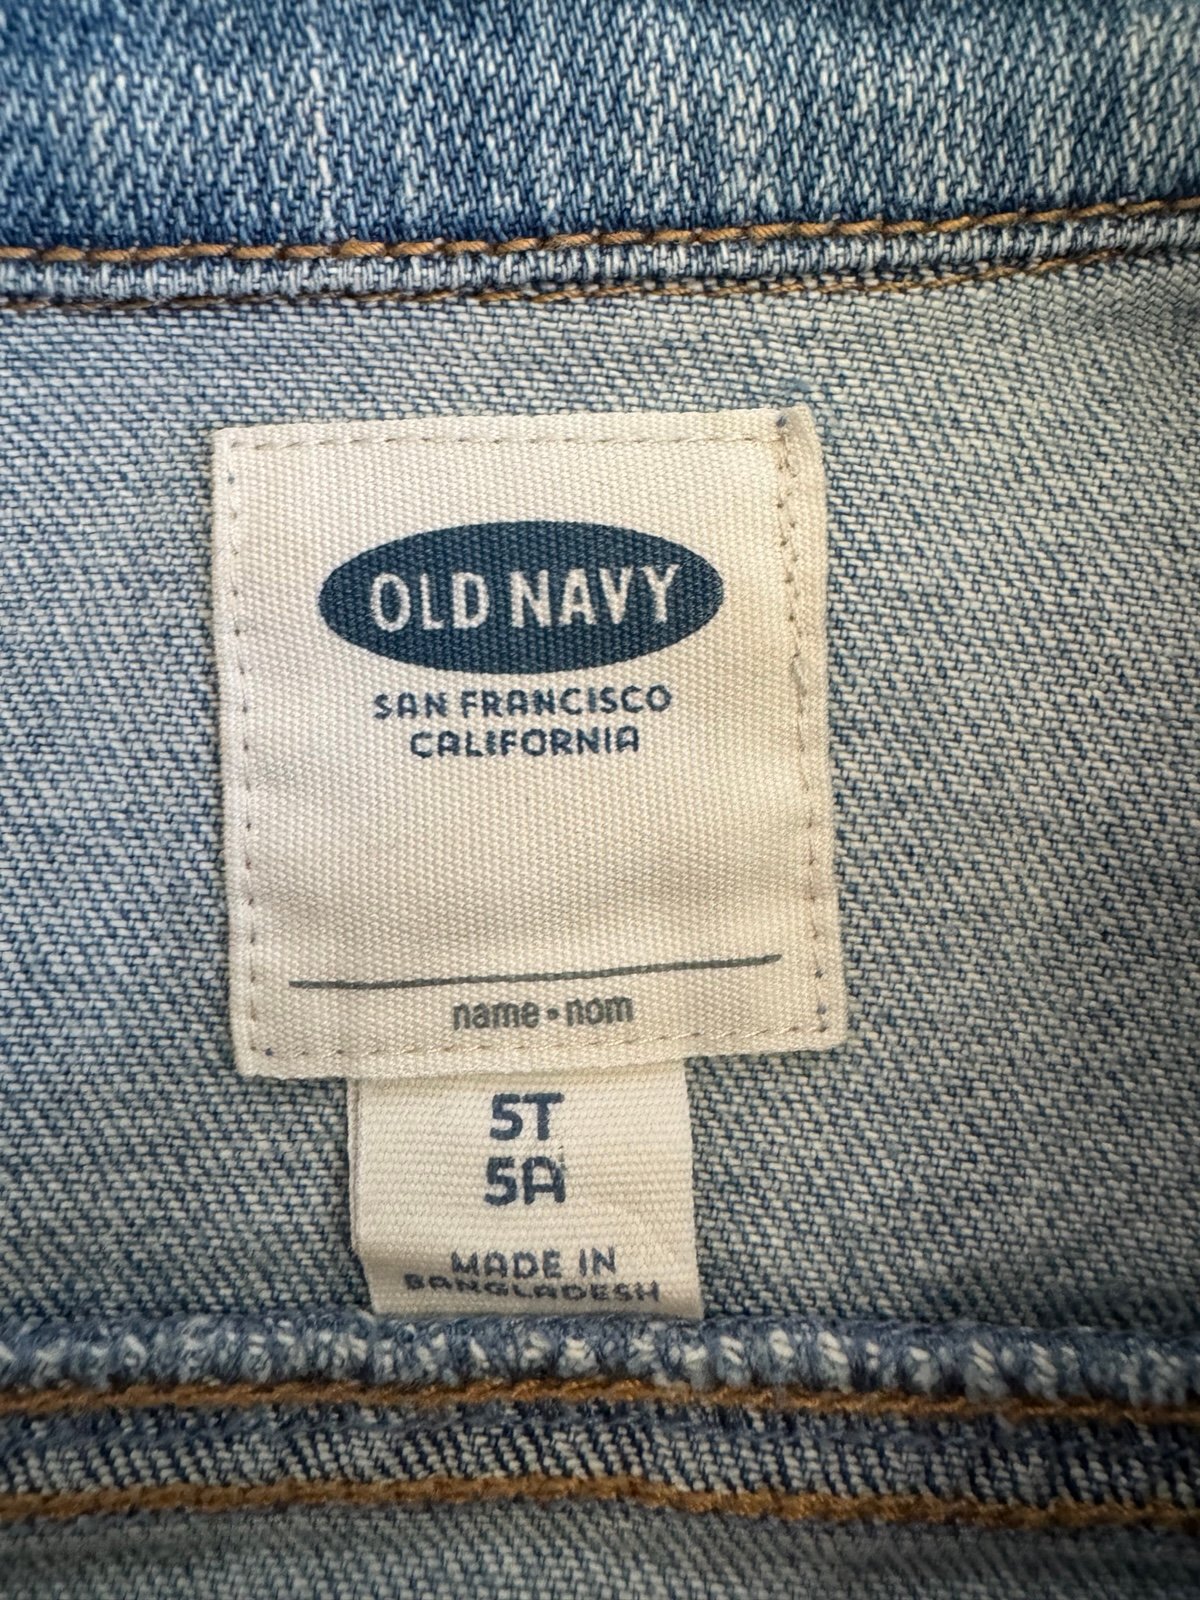 OLD NAVY
SAN FRANCISCO
CALIFORNIA
name • nom
5T
5A
MADE IN
BANGLADESH